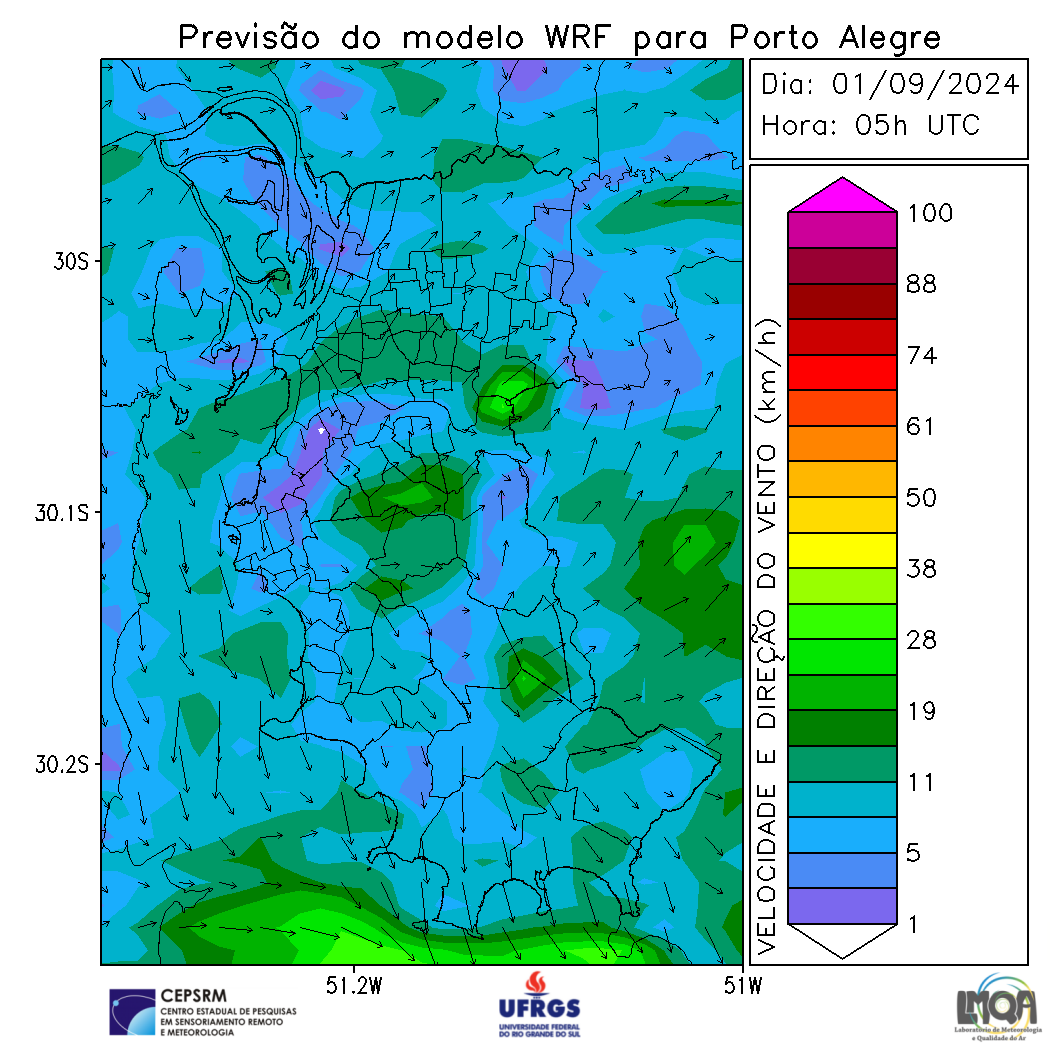 Previsão do modelo WRF para Porto Alegre
Dia: 01/09/2024
Hora: 05h UTC
30S
30.1S
30.2S
51.2W
51W
VELOCIDADE E DIREÇÃO DO VENTO (km/h)
100
88
74
61
50
38
28
19
11
5
1
CEPSRM
CENTRO ESTADUAL DE PESQUISAS
EM SENSORIAMENTO REMOTO
E METEOROLOGIA
UFRGS
UNIVERSIDADE FEDERAL
DO RIO GRANDE DO SUL
LMQA
Laboratório de Meteorologia
e Qualidade do Ar